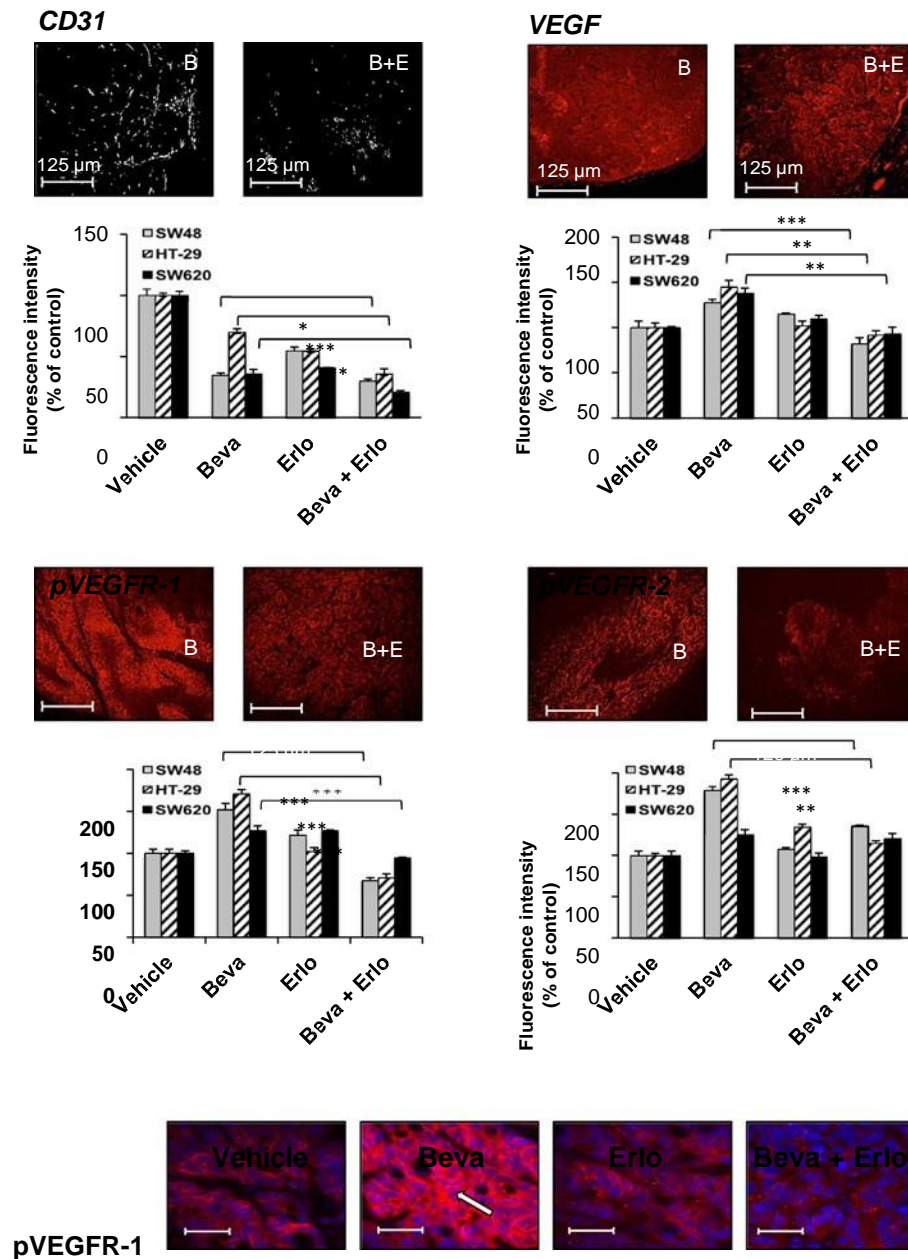 CD31
VEGF
B
B+E
B
B+E
125 µm
125 µm
125 µm
125 µm
150
100
50
0
Fluorescence intensity
(% of control)
SW48
HT-29
SW620
*
***
*
Vehicle
Beva
Erlo
Beva + Erlo
200
150
100
50
0
Fluorescence intensity
(% of control)
SW48
HT-29
SW620
***
**
**
Vehicle
Beva
Erlo
Beva + Erlo
pVEGFR-1
pVEGFR-2
B
B+E
B
B+E
SW48
HT-29
SW620
200
150
100
50
0
***
***
***
Vehicle
Beva
Erlo
Beva + Erlo
SW48
HT-29
SW620
200
150
100
50
0
Fluorescence intensity
(% of control)
***
**
Vehicle
Beva
Erlo
Beva + Erlo
Vehicle
Beva
Erlo
Beva + Erlo
pVEGFR-1